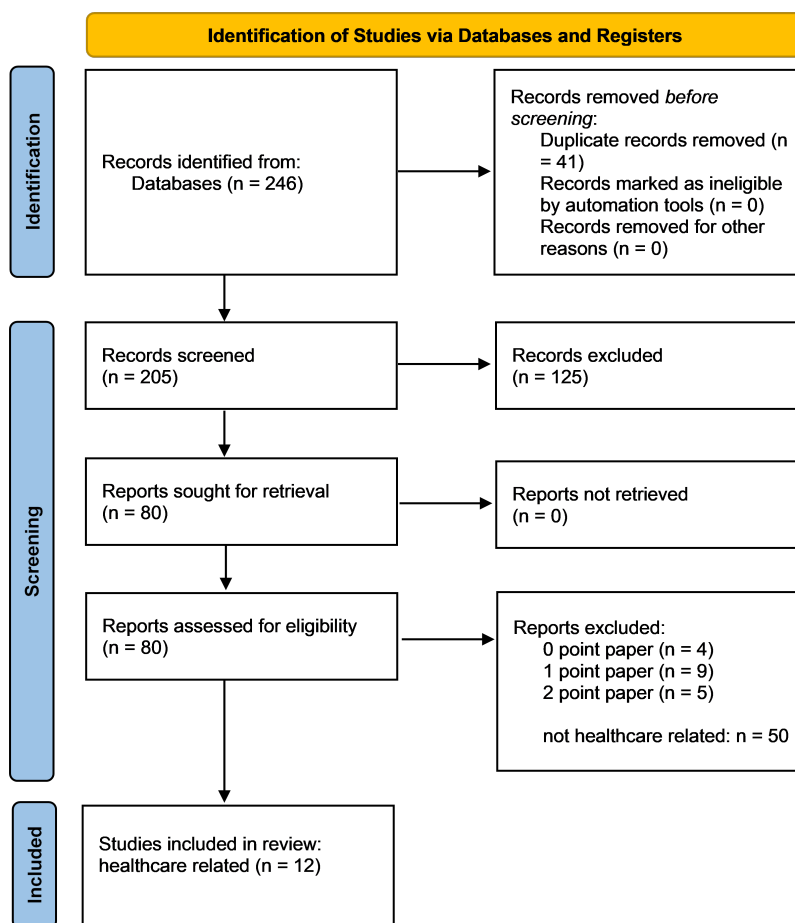 Identification of Studies via Databases and Registers
Identification
Records identified from:
Databases (n = 246)
Records removed before
screening:
Duplicate records removed (n
= 41)
Records marked as ineligible
by automation tools (n = 0)
Records removed for other
reasons (n = 0)
Screening
Records screened
(n = 205)
Records excluded
(n = 125)
Reports sought for retrieval
(n = 80)
Reports not retrieved
(n = 0)
Reports assessed for eligibility
(n = 80)
Reports excluded:
0 point paper (n = 4)
1 point paper (n = 9)
2 point paper (n = 5)
not healthcare related: n = 50
Included
Studies included in review:
healthcare related (n = 12)